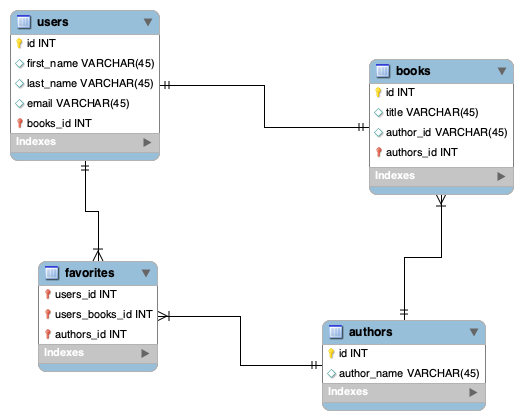 users
id INT
first_name VARCHAR(45)
last_name VARCHAR(45)
email VARCHAR(45)
books_id INT
Indexes
books
id INT
title VARCHAR(45)
author_id VARCHAR(45)
authors_id INT
Indexes
favorites
users_id INT
users_books_id INT
authors_id INT
Indexes
authors
id INT
author_name VARCHAR(45)
Indexes